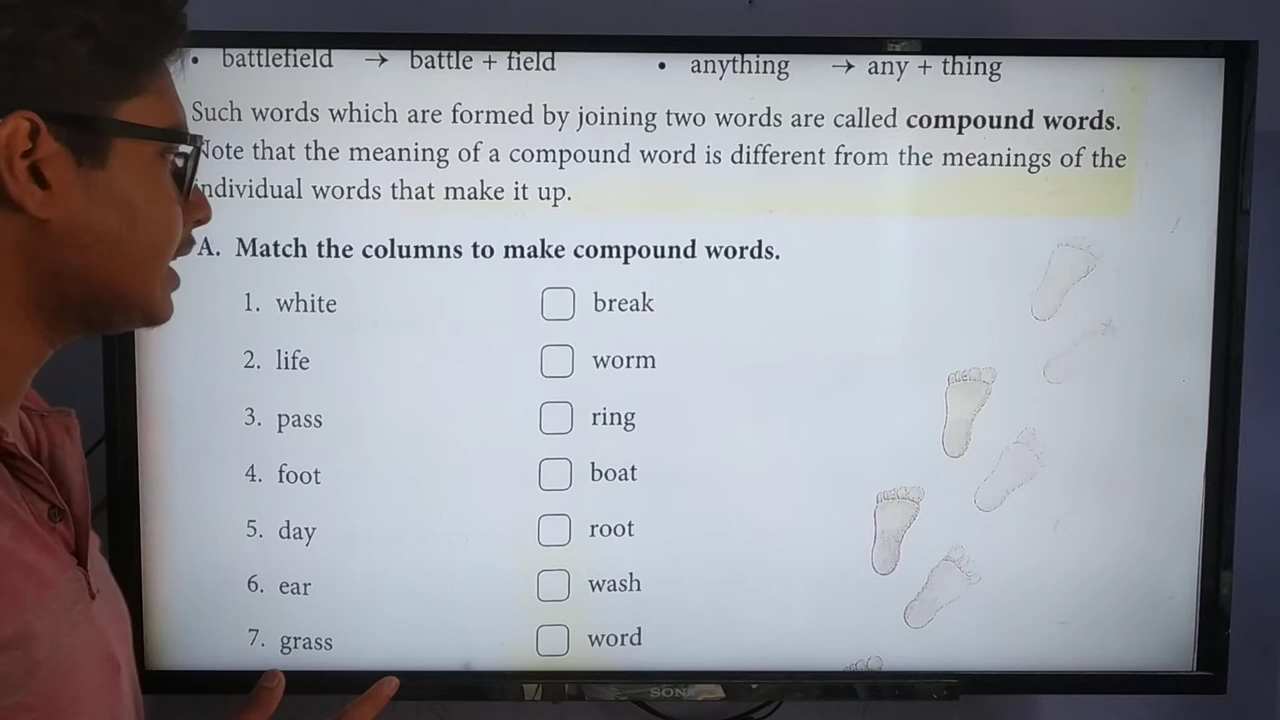 • battlefield → battle + field • anything → any + thing
Such words which are formed by joining two words are called compound words.
Note that the meaning of a compound word is different from the meanings of the
individual words that make it up.
A. Match the columns to make compound words.
1. white break
2. life worm
3. pass ring
4. foot boat
5. day root
6. ear wash
7. grass word
SONY